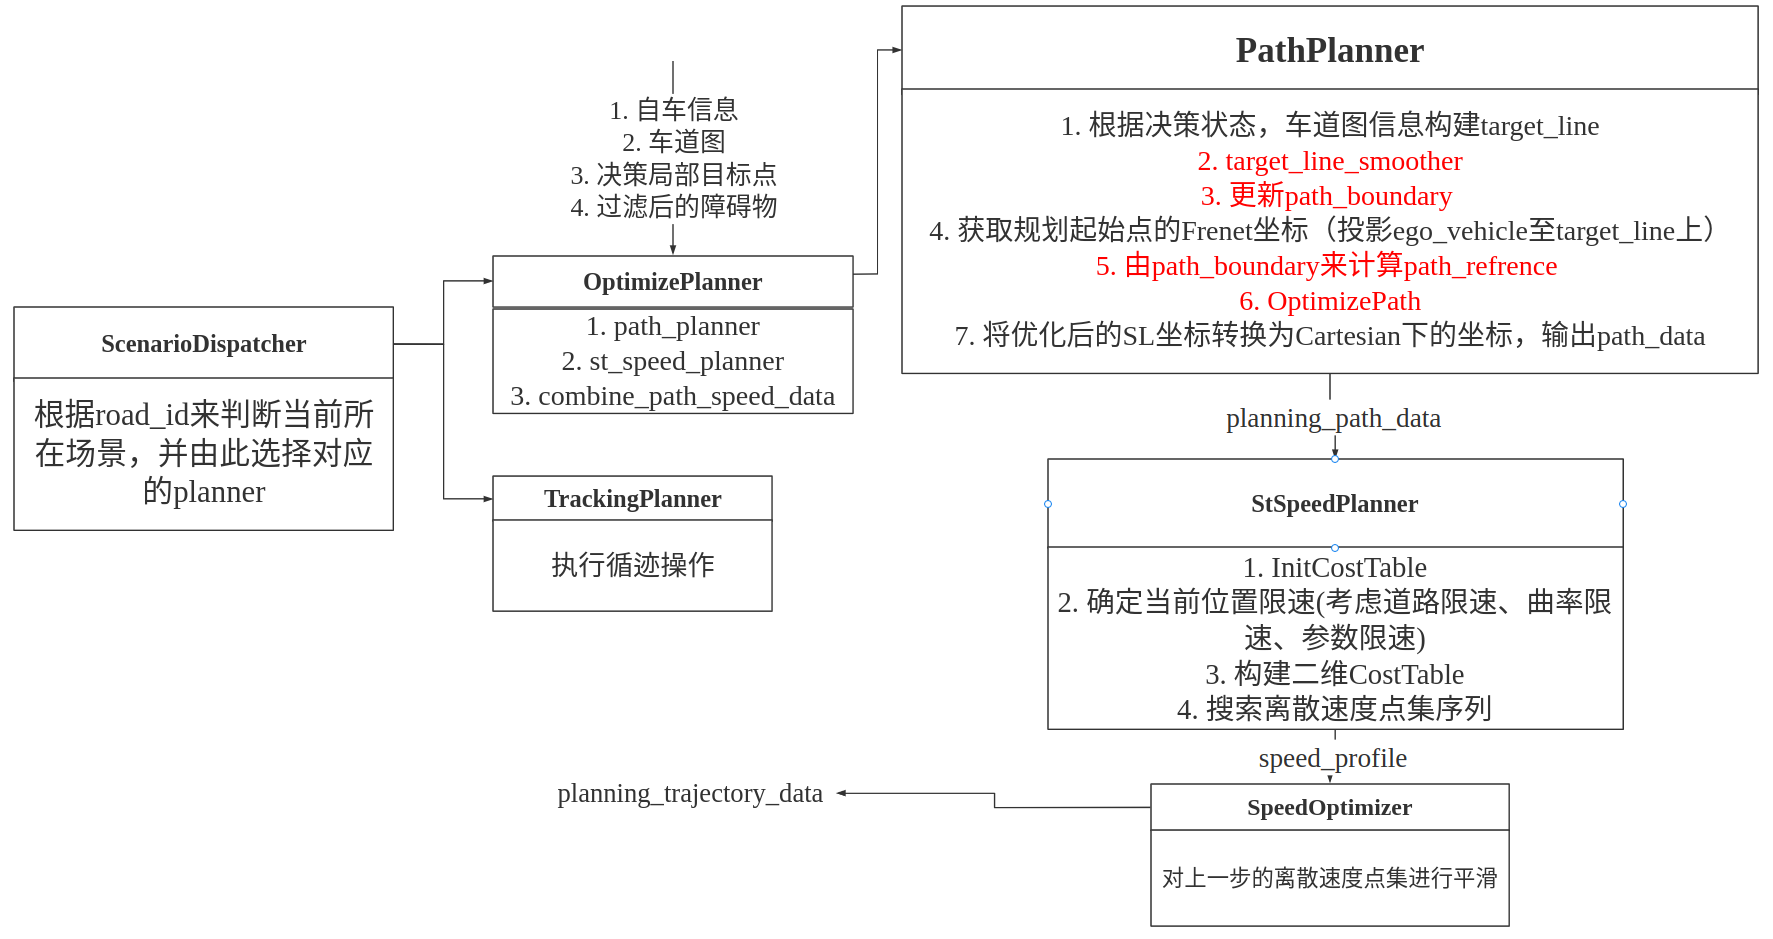 ScenarioDispatcher
根据road_id来判断当前所
在场景，并由此选择对应
的planner
1. 自车信息
2. 车道图
3. 决策局部目标点
4. 过滤后的障碍物
OptimizePlanner
1. path_planner
2. st_speed_planner
3. combine_path_speed_data
TrackingPlanner
执行循迹操作
PathPlanner
1. 根据决策状态，车道图信息构建target_line
2. target_line_smoother
3. 更新path_boundary
4. 获取规划起始点的Frenet坐标（投影ego_vehicle至target_line上）
5. 由path_boundary来计算path_refrence
6. OptimizePath
7. 将优化后的SL坐标转换为Cartesian下的坐标，输出path_data
planning_path_data
StSpeedPlanner
1. InitCostTable
2. 确定当前位置限速(考虑道路限速、曲率限
速、参数限速)
3. 构建二维CostTable
4. 搜索离散速度点集序列
speed_profile
SpeedOptimizer
对上一步的离散速度点集进行平滑
planning_trajectory_data